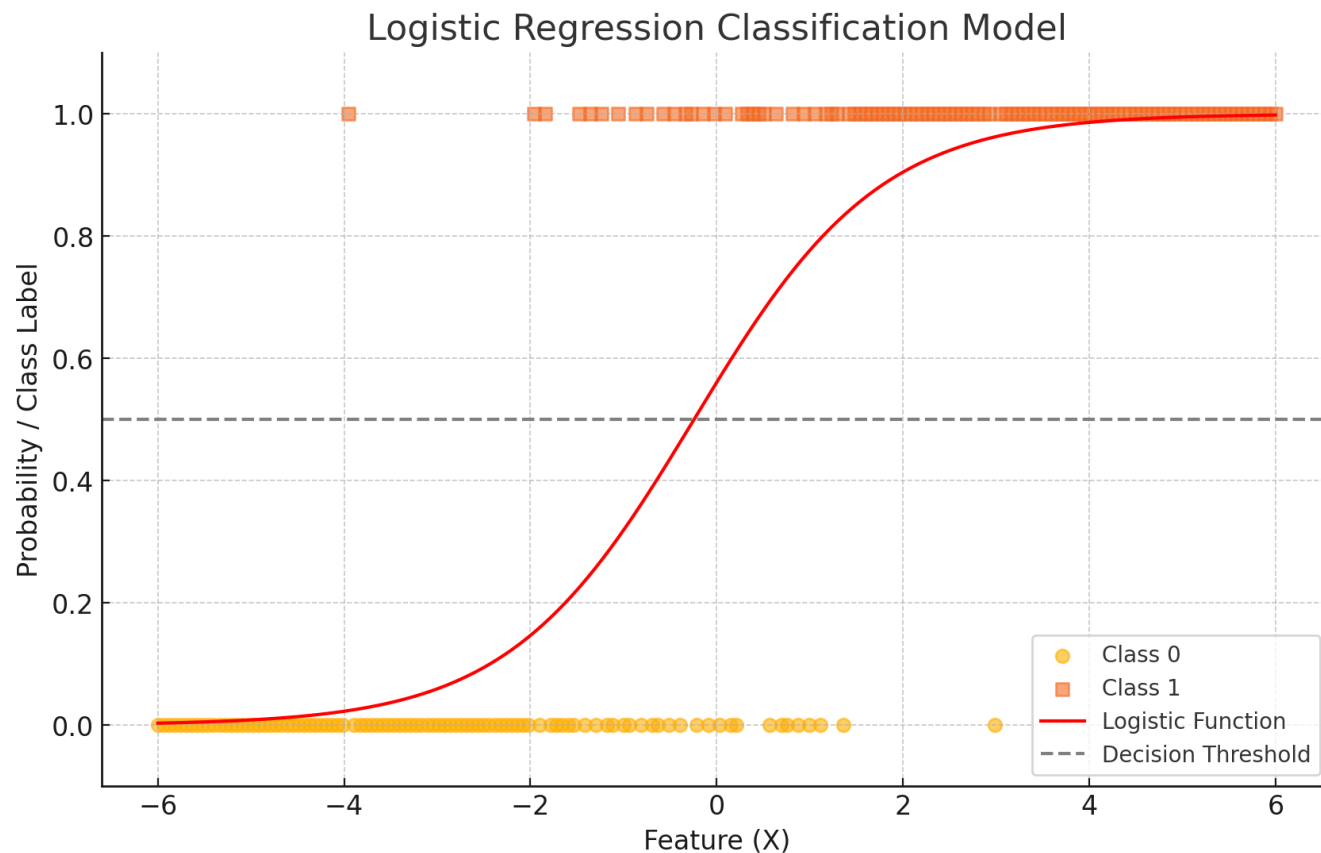 Logistic Regression Classification Model
Probability / Class Label
1.0
0.8
0.6
0.4
0.2
0.0
Class 0
Class 1
Logistic Function
Decision Threshold
−6
−4
−2
0
2
4
6
Feature (X)